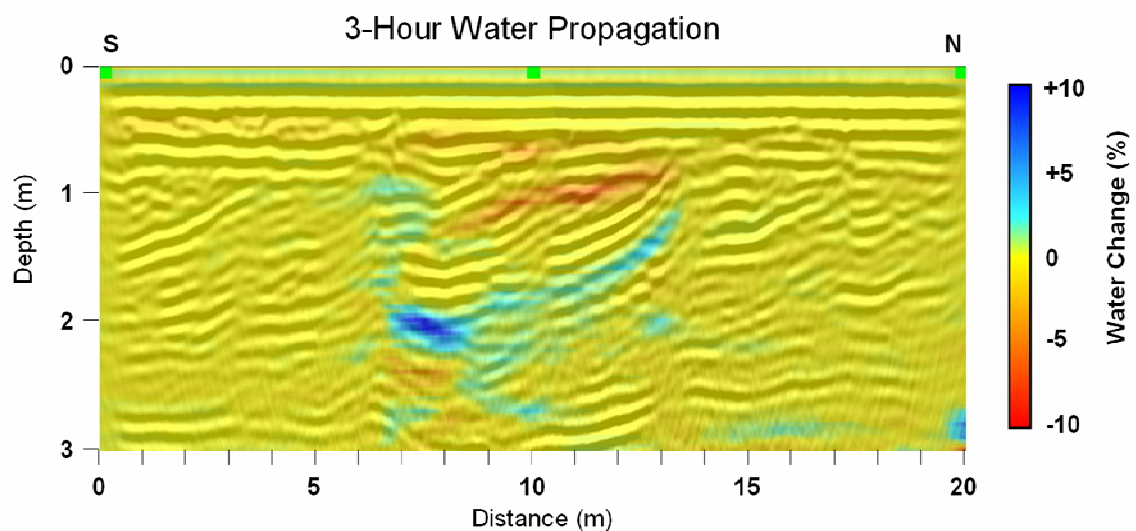 3-Hour Water Propagation
S N
0
1
2
3
Depth (m)
0 5 10 15 20
Distance (m)
+10
+5
0
-5
-10
Water Change (%)